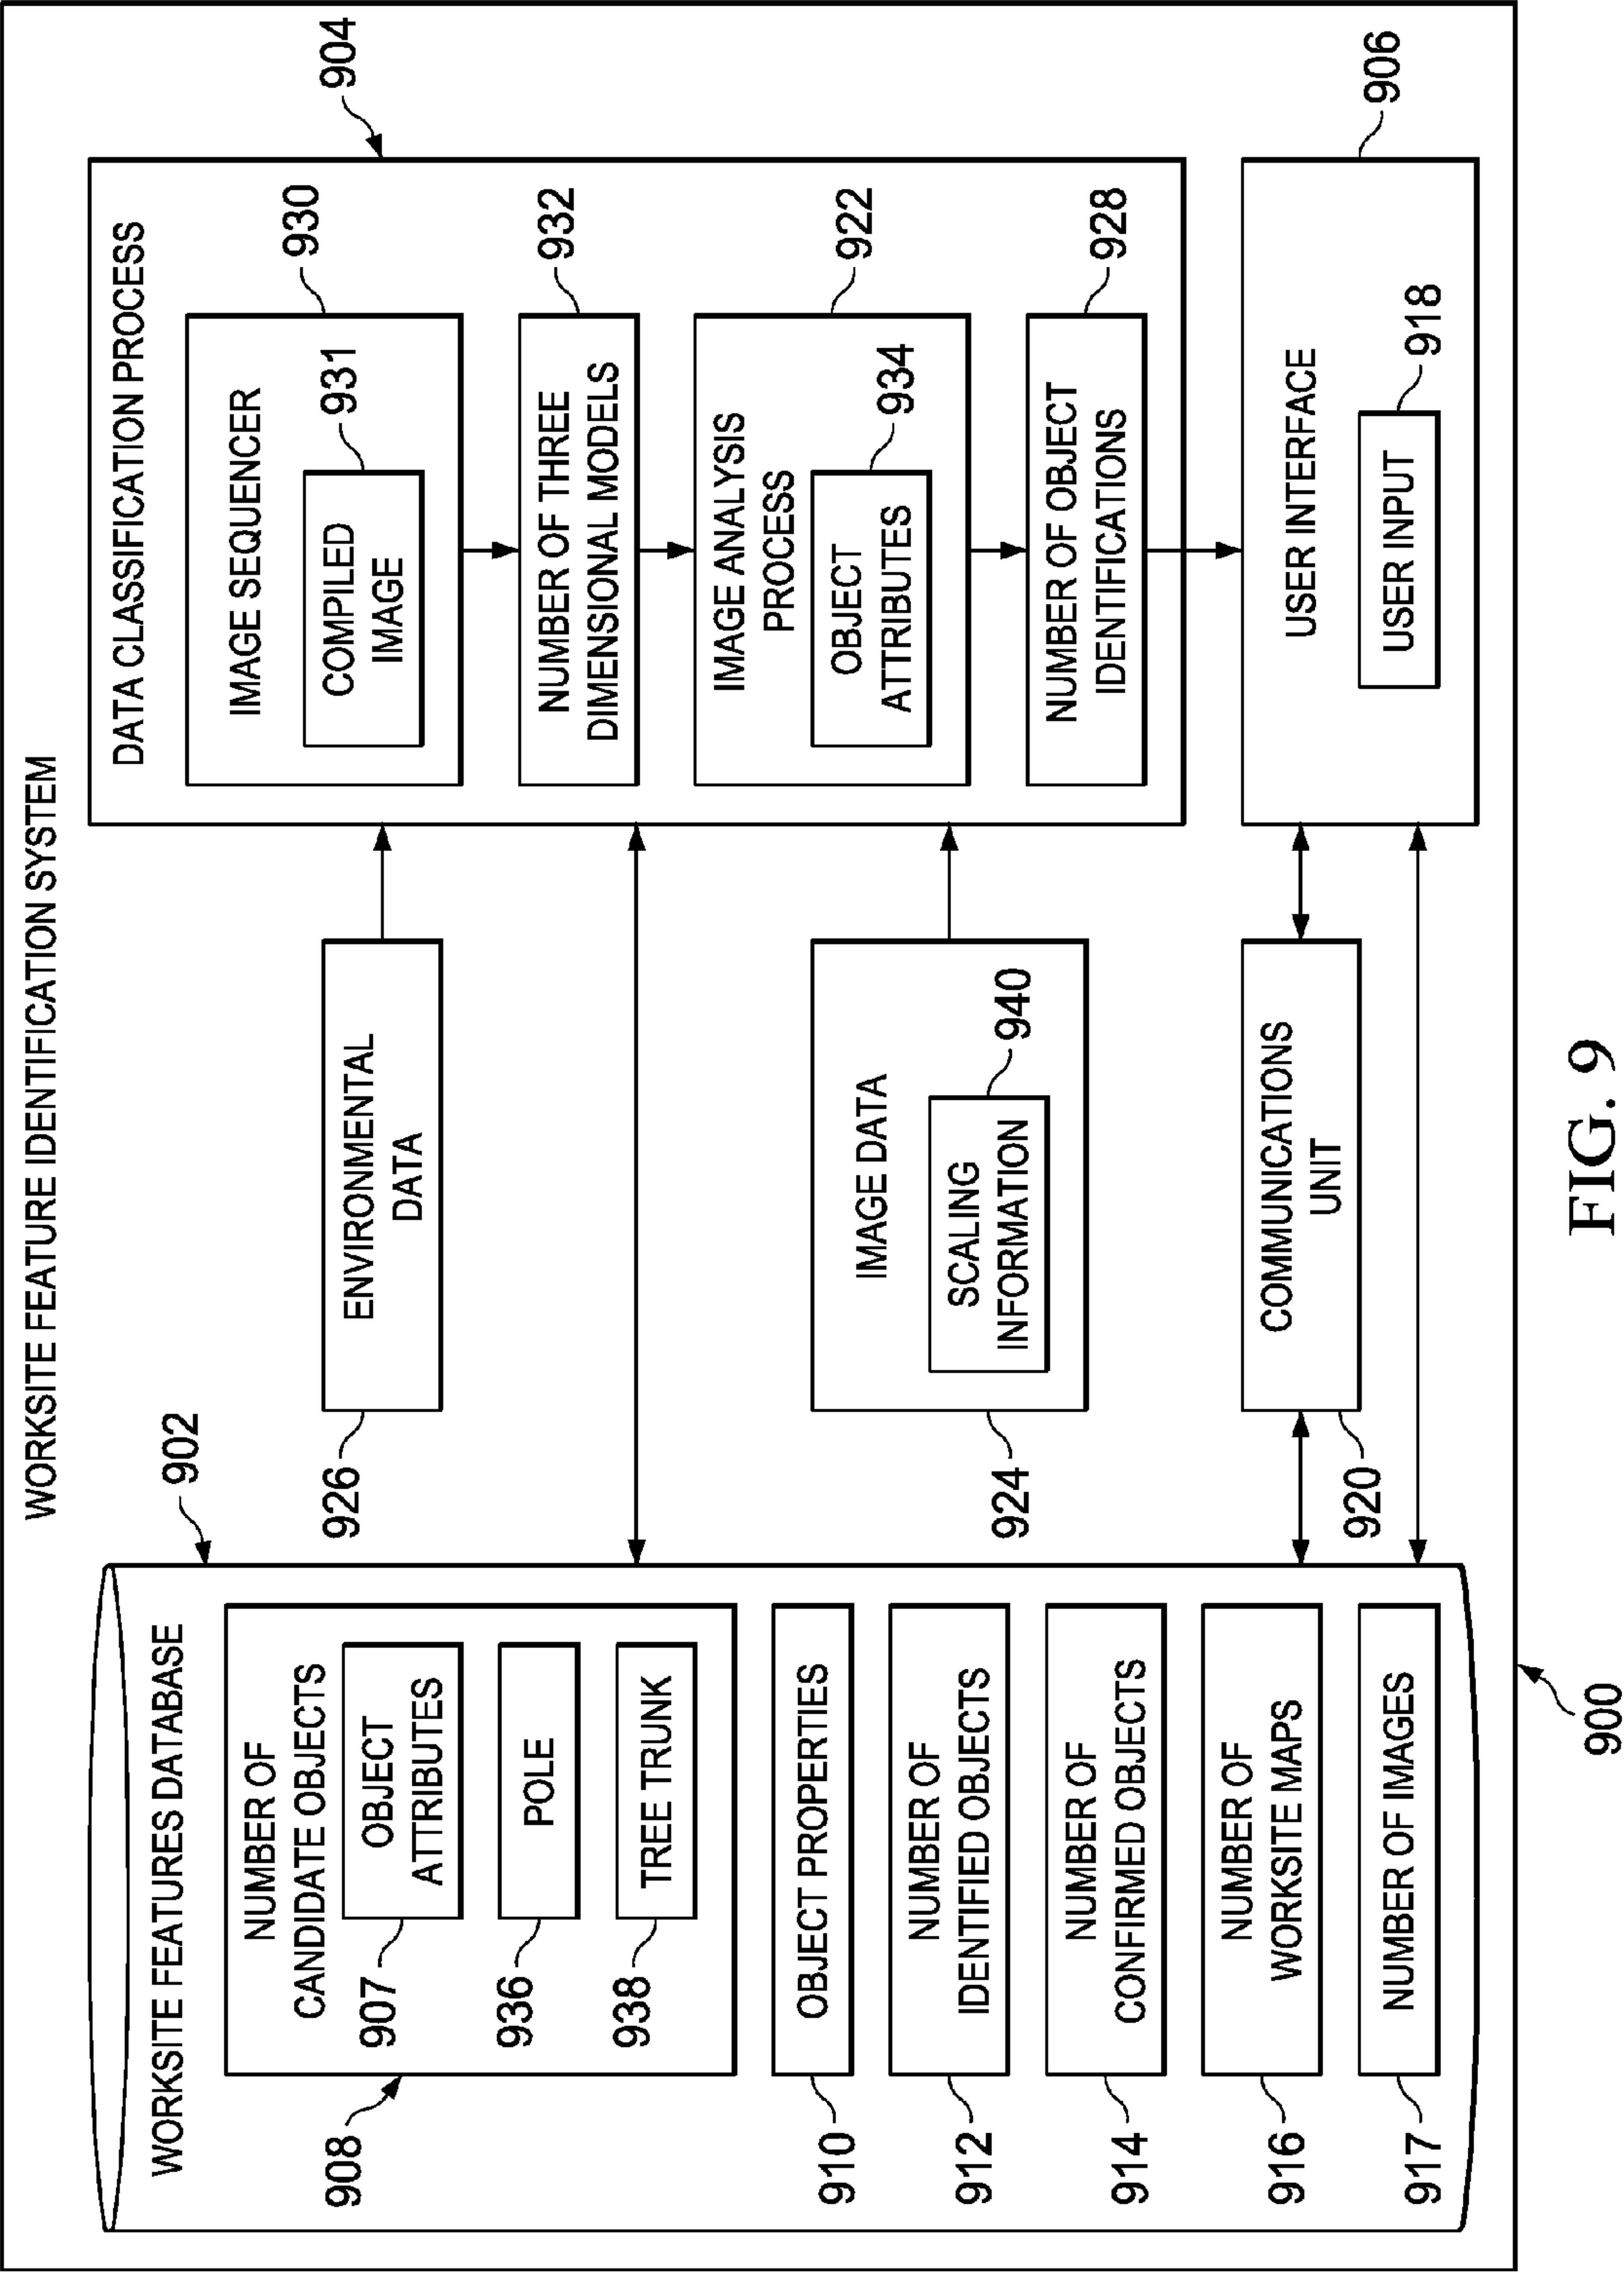 WORKSITE FEATURE IDENTIFICATION SYSTEM
902
WORKSITE FEATURES DATABASE
908
NUMBER OF
CANDIDATE OBJECTS
907
OBJECT
ATTRIBUTES
936
POLE
938
TREE TRUNK
910
OBJECT PROPERTIES
912
NUMBER OF
IDENTIFIED OBJECTS
914
NUMBER OF
CONFIRMED OBJECTS
916
NUMBER OF
WORKSITE MAPS
917
NUMBER OF IMAGES
926
ENVIRONMENTAL
DATA
924
IMAGE DATA
940
SCALING
INFORMATION
920
COMMUNICATIONS
UNIT
904
DATA CLASSIFICATION PROCESS
930
IMAGE SEQUENCER
931
COMPILED
IMAGE
932
NUMBER OF THREE
DIMENSIONAL MODELS
922
IMAGE ANALYSIS
PROCESS
934
OBJECT
ATTRIBUTES
928
NUMBER OF OBJECT
IDENTIFICATIONS
906
USER INTERFACE
918
USER INPUT
900
FIG. 9